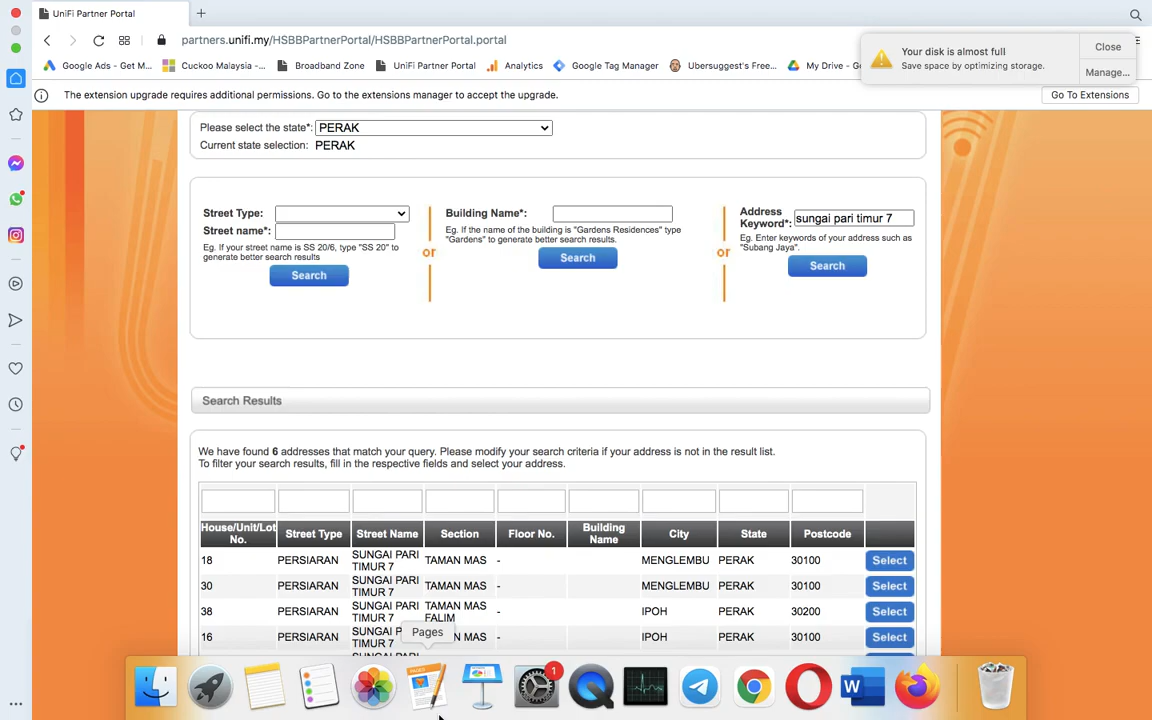 UniFi Partner Portal
partners.unifi.my/HSBBPartnerPortal/HSBBPartnerPortal.portal
Google Ads - Get M...
Cuckoo Malaysia -...
Broadband Zone
UniFi Partner Portal
Analytics
Google Tag Manager
Ubersuggest's Free...
My Drive - Go
Your disk is almost full
Save space by optimizing storage.
Close
Manage...
The extension upgrade requires additional permissions. Go to the extensions manager to accept the upgrade.
Go To Extensions
Please select the state*: PERAK
Current state selection: PERAK
Street Type:
Street name*:
Eg. If your street name is SS 20/6, type "SS 20" to
generate better search results
Search
or
Building Name*:
Eg. If the name of the building is "Gardens Residences" type
"Gardens" to generate better search results.
Search
or
Address
Keyword*: sungai pari timur 7
Eg. Enter keywords of your address such as
"Subang Jaya".
Search
Search Results
We have found 6 addresses that match your query. Please modify your search criteria if your address is not in the result list.
To filter your search results, fill in the respective fields and select your address.
House/Unit/Lot No. Street Type Street Name Section Floor No. Building Name City State Postcode
18 PERSIARAN SUNGAI PARI TIMUR 7 TAMAN MAS - MENGLEMBU PERAK 30100 Select
30 PERSIARAN SUNGAI PARI TIMUR 7 TAMAN MAS - MENGLEMBU PERAK 30100 Select
38 PERSIARAN SUNGAI PARI TIMUR 7 TAMAN MAS FALIM - IPOH PERAK 30200 Select
16 PERSIARAN SUNGAI P TIMUR 7 N MAS - IPOH PERAK 30100 Select
Pages
PAGES
1
W